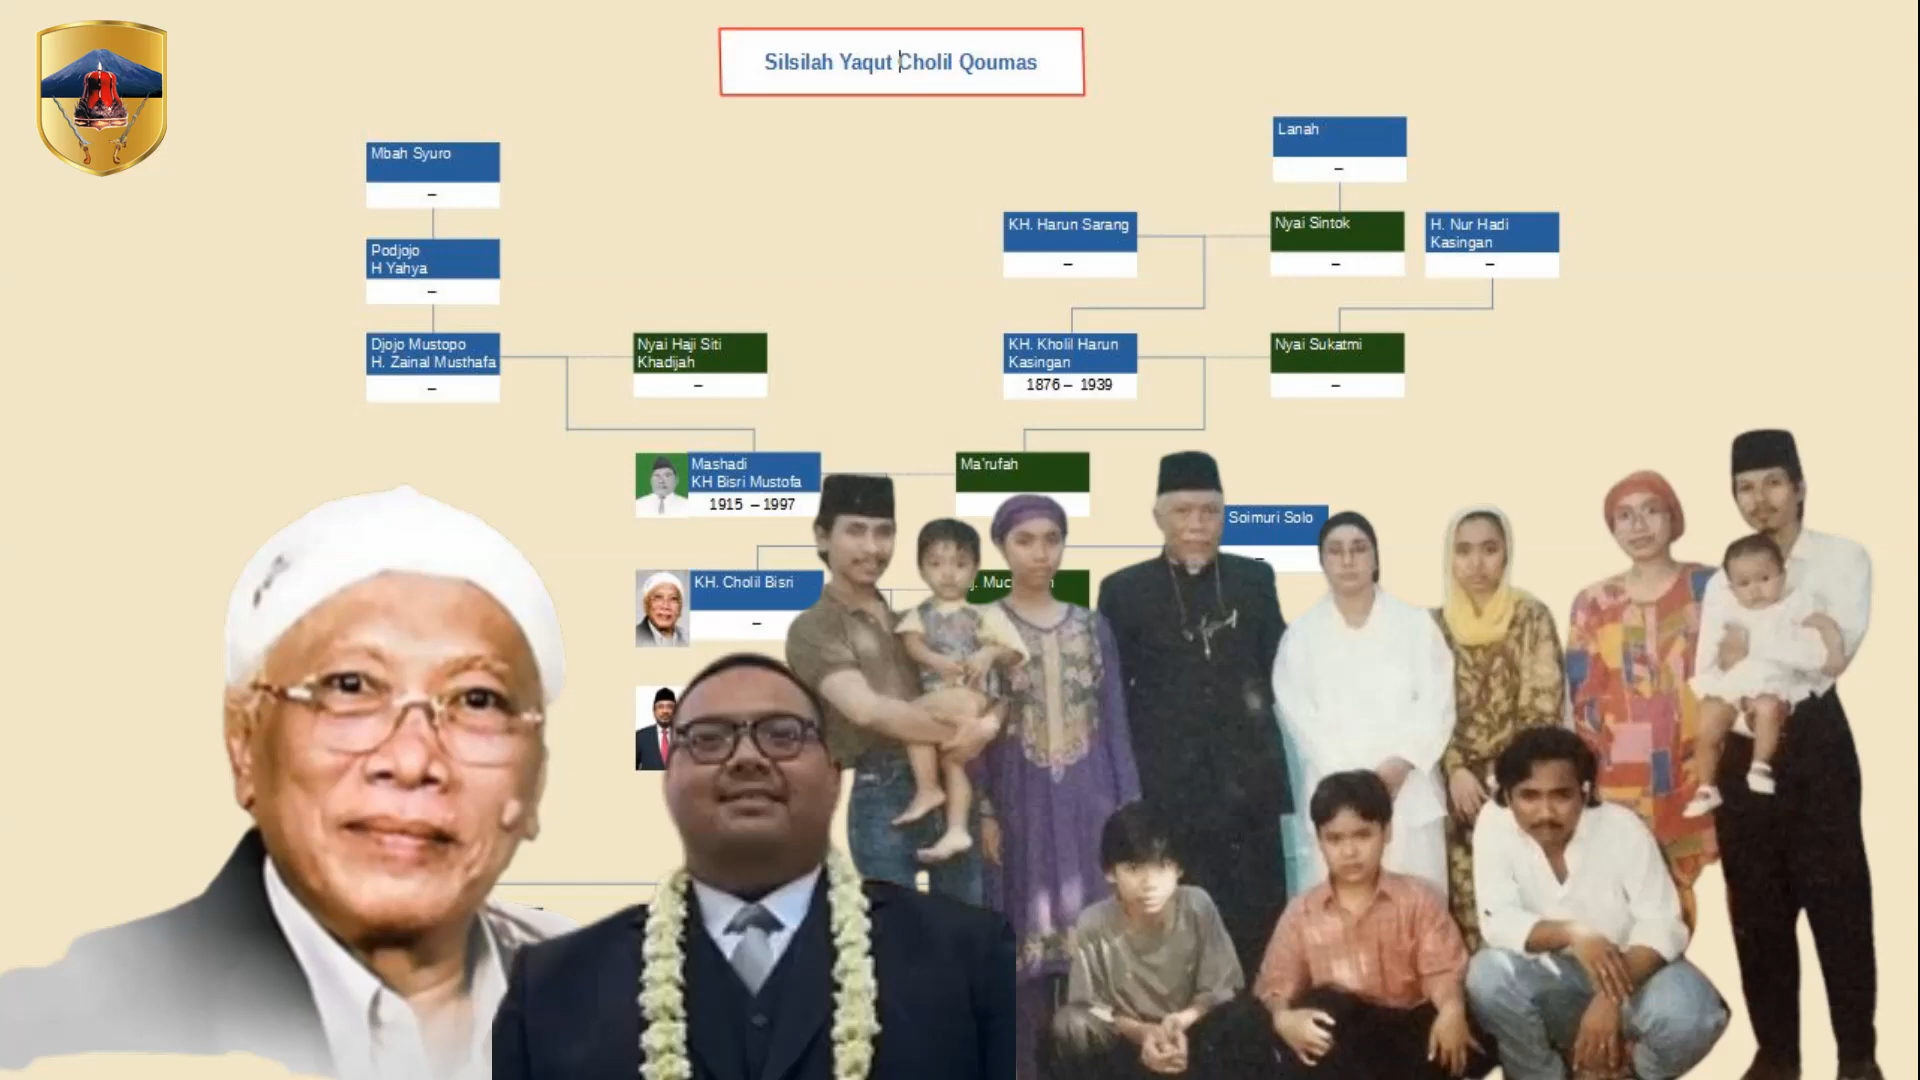 Silsilah Yaqut Cholil Qoumas
Lanah
–
Mbah Syuro
–
KH. Harun Sarang
–
Nyai Sintok
–
H. Nur Hadi
Kasingan
–
Podjojo
H Yahya
–
Djojo Mustopo
H. Zainal Musthafa
–
Nyai Haji Siti
Khadijah
–
KH. Kholil Harun
Kasingan
1876 – 1939
Nyai Sukatmi
–
Mashadi
KH Bisri Mustofa
1915 – 1997
Ma'rufah
Soimuri Solo
–
KH. Cholil Bisri
–